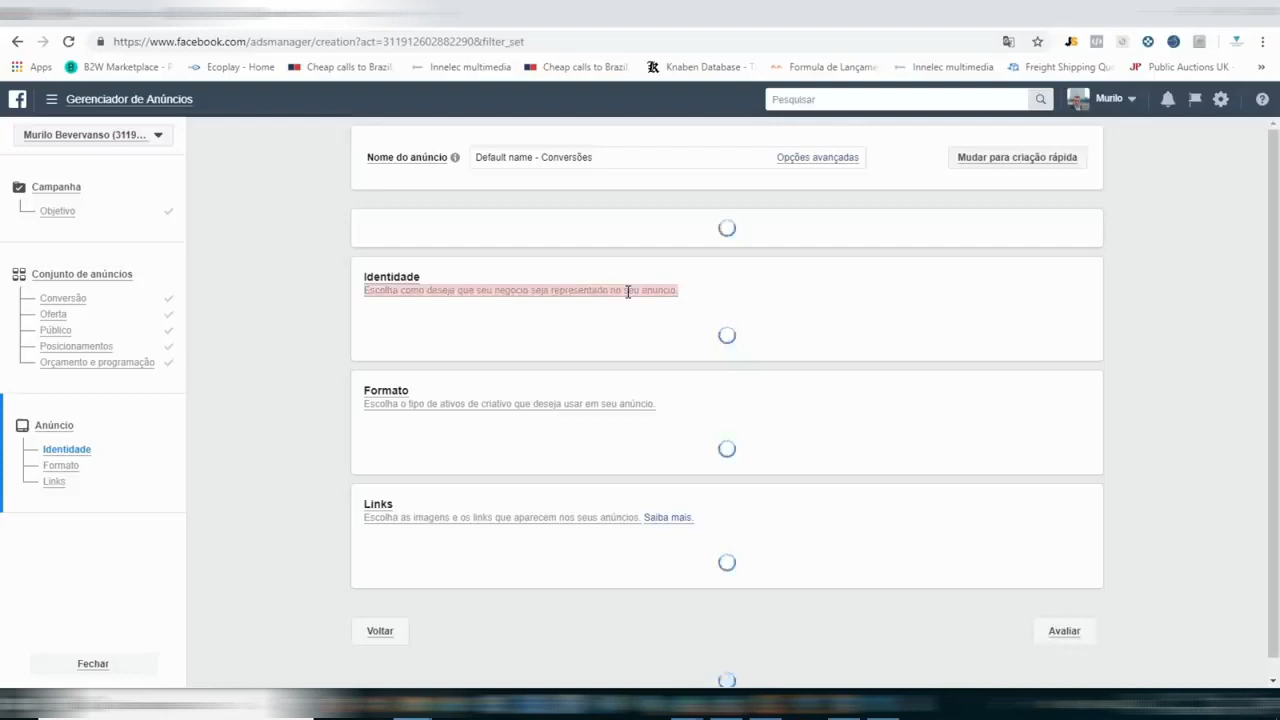 https://www.facebook.com/adsmanager/creation?act=311912602882290&filter_set
Apps
B2W Marketplace - P
Ecoplay - Home
Cheap calls to Brazil
Innelec multimedia
Cheap calls to Brazil
Knaben Database - T
Formula de Lançame
Innelec multimedia
Freight Shipping Quo
Public Auctions UK -
»
Gerenciador de Anúncios
Pesquisar
Murilo
Murilo Bevervanso (3119...
Campanha
Objetivo
Conjunto de anúncios
Conversão
Oferta
Público
Posicionamentos
Orçamento e programação
Anúncio
Identidade
Formato
Links
Fechar
Nome do anúncio
Default name - Conversões
Opções avançadas
Mudar para criação rápida
Identidade
Escolha como deseja que seu negócio seja representado no seu anúncio.
Formato
Escolha o tipo de ativos de criativo que deseja usar em seu anúncio.
Links
Escolha as imagens e os links que aparecem nos seus anúncios. Saiba mais.
Voltar
Avaliar